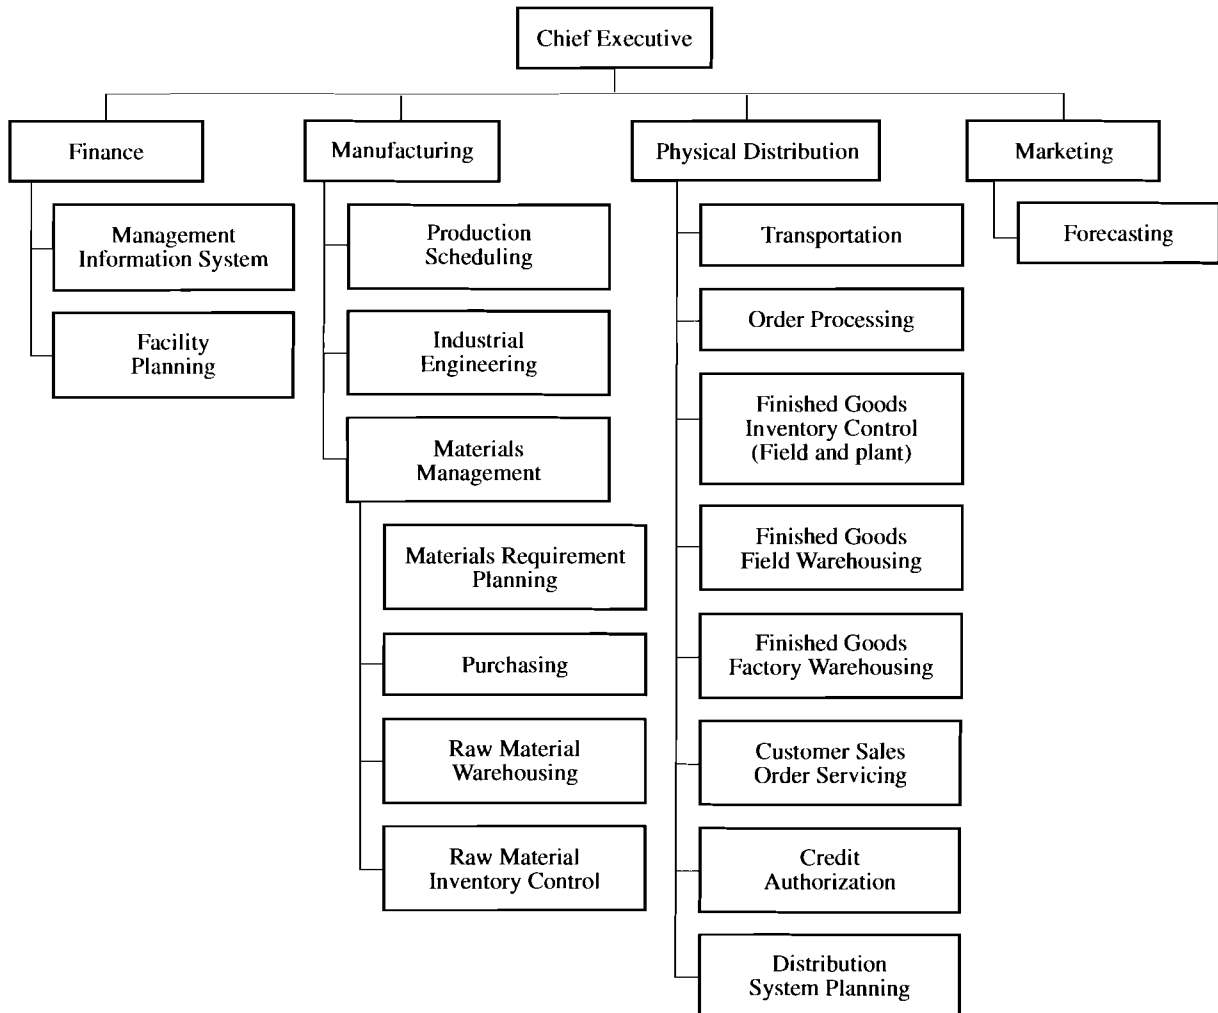 Chief Executive
Finance
Management
Information System
Facility
Planning
Manufacturing
Production
Scheduling
Industrial
Engineering
Materials
Management
Materials Requirement
Planning
Purchasing
Raw Material
Warehousing
Raw Material
Inventory Control
Physical Distribution
Transportation
Order Processing
Finished Goods
Inventory Control
(Field and plant)
Finished Goods
Field Warehousing
Finished Goods
Factory Warehousing
Customer Sales
Order Servicing
Credit
Authorization
Distribution
System Planning
Marketing
Forecasting